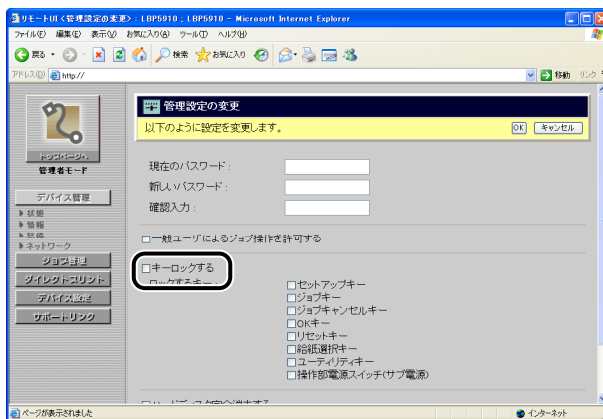 リモートUI<管理設定の変更>: LBP5910 ; LBP5910 - Microsoft Internet Explorer
ファイル(F) 編集(E) 表示(V) お気に入り(A) ツール(T) ヘルプ(H)
戻る 検索 お気に入り
アドレス(D) http:// 移動 リンク
管理設定の変更
以下のように設定を変更します。 OK キャンセル
トップページへ
管理者モード
デバイス管理
状態
情報
ネットワーク
ジョブ管理
ダイレクトプリント
デバイス設定
サポートリンク
現在のパスワード:
新しいパスワード:
確認入力:
一般ユーザによるジョブ操作を許可する
キーロックする
ロックするキー:
セットアップキー
ジョブキー
ジョブキャンセルキー
OKキー
リセットキー
給紙選択キー
ユーティリティキー
操作部電源スイッチ(サブ電源)
ページが表示されました インターネット